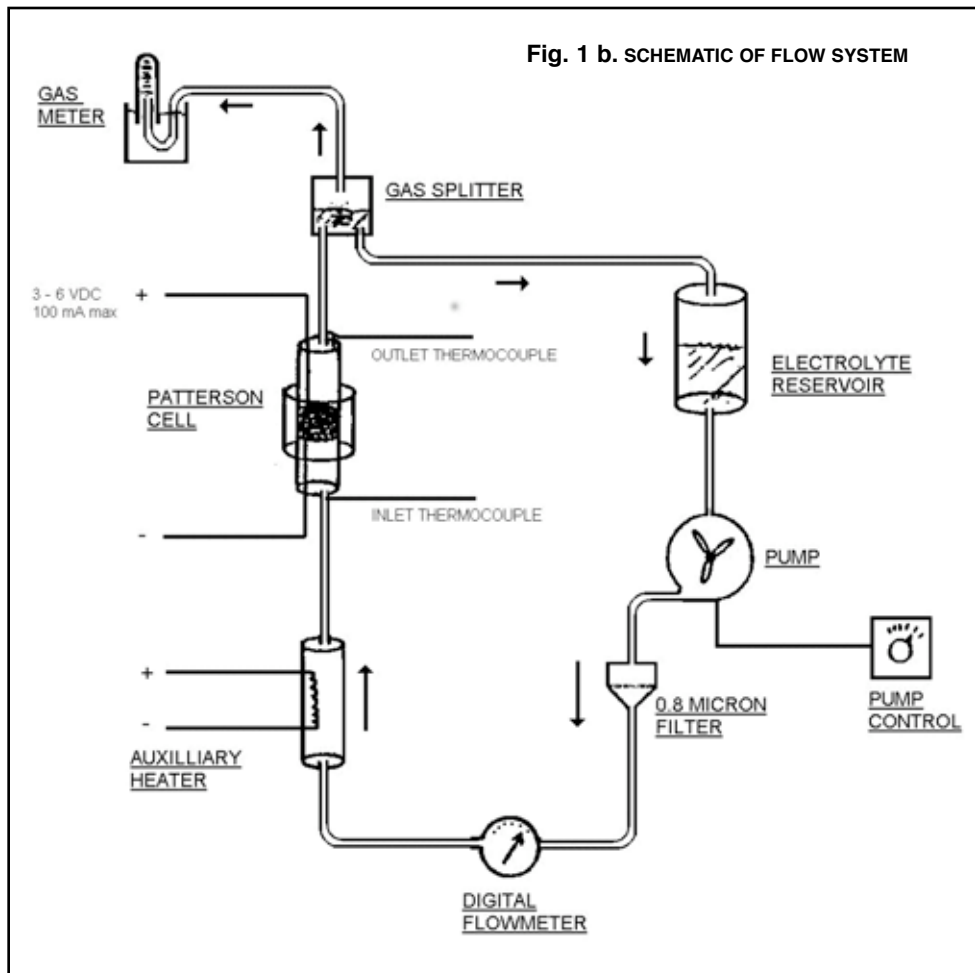 Fig. 1 b. SCHEMATIC OF FLOW SYSTEM
GAS
METER
GAS SPLITTER
3 - 6 VDC
100 mA max
+
OUTLET THERMOCOUPLE
ELECTROLYTE
RESERVOIR
PATTERSON
CELL
INLET THERMOCOUPLE
-
PUMP
+
-
0.8 MICRON
FILTER
PUMP
CONTROL
AUXILLIARY
HEATER
DIGITAL
FLOWMETER